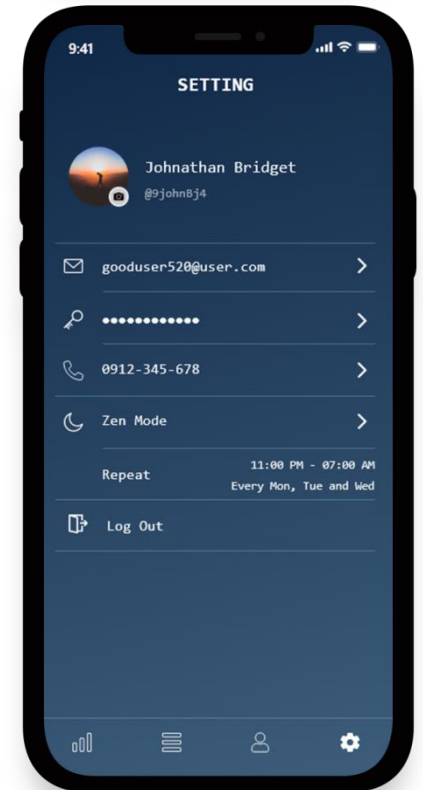 9:41
SETTING
Johnathan Bridget
@9johnBj4
gooduser520@user.com
••••••••••••
0912-345-678
Zen Mode
Repeat
11:00 PM - 07:00 AM
Every Mon, Tue and Wed
Log Out